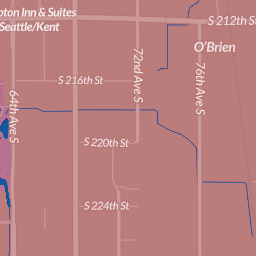 pton Inn & Suites
Seattle/Kent
S 212th St
O'Brien
72nd Ave S
76th Ave S
S 216th St
64th Ave S
S 220th St
S 224th St